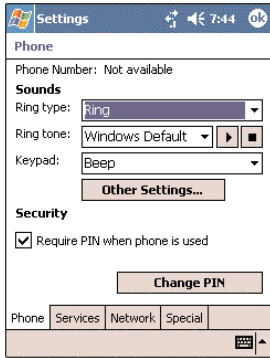 Settings 7:44 ok
Phone
Phone Number: Not available
Sounds
Ring type: Ring
Ring tone: Windows Default
Keypad: Beep
Other Settings...
Security
Require PIN when phone is used
Change PIN
Phone Services Network Special